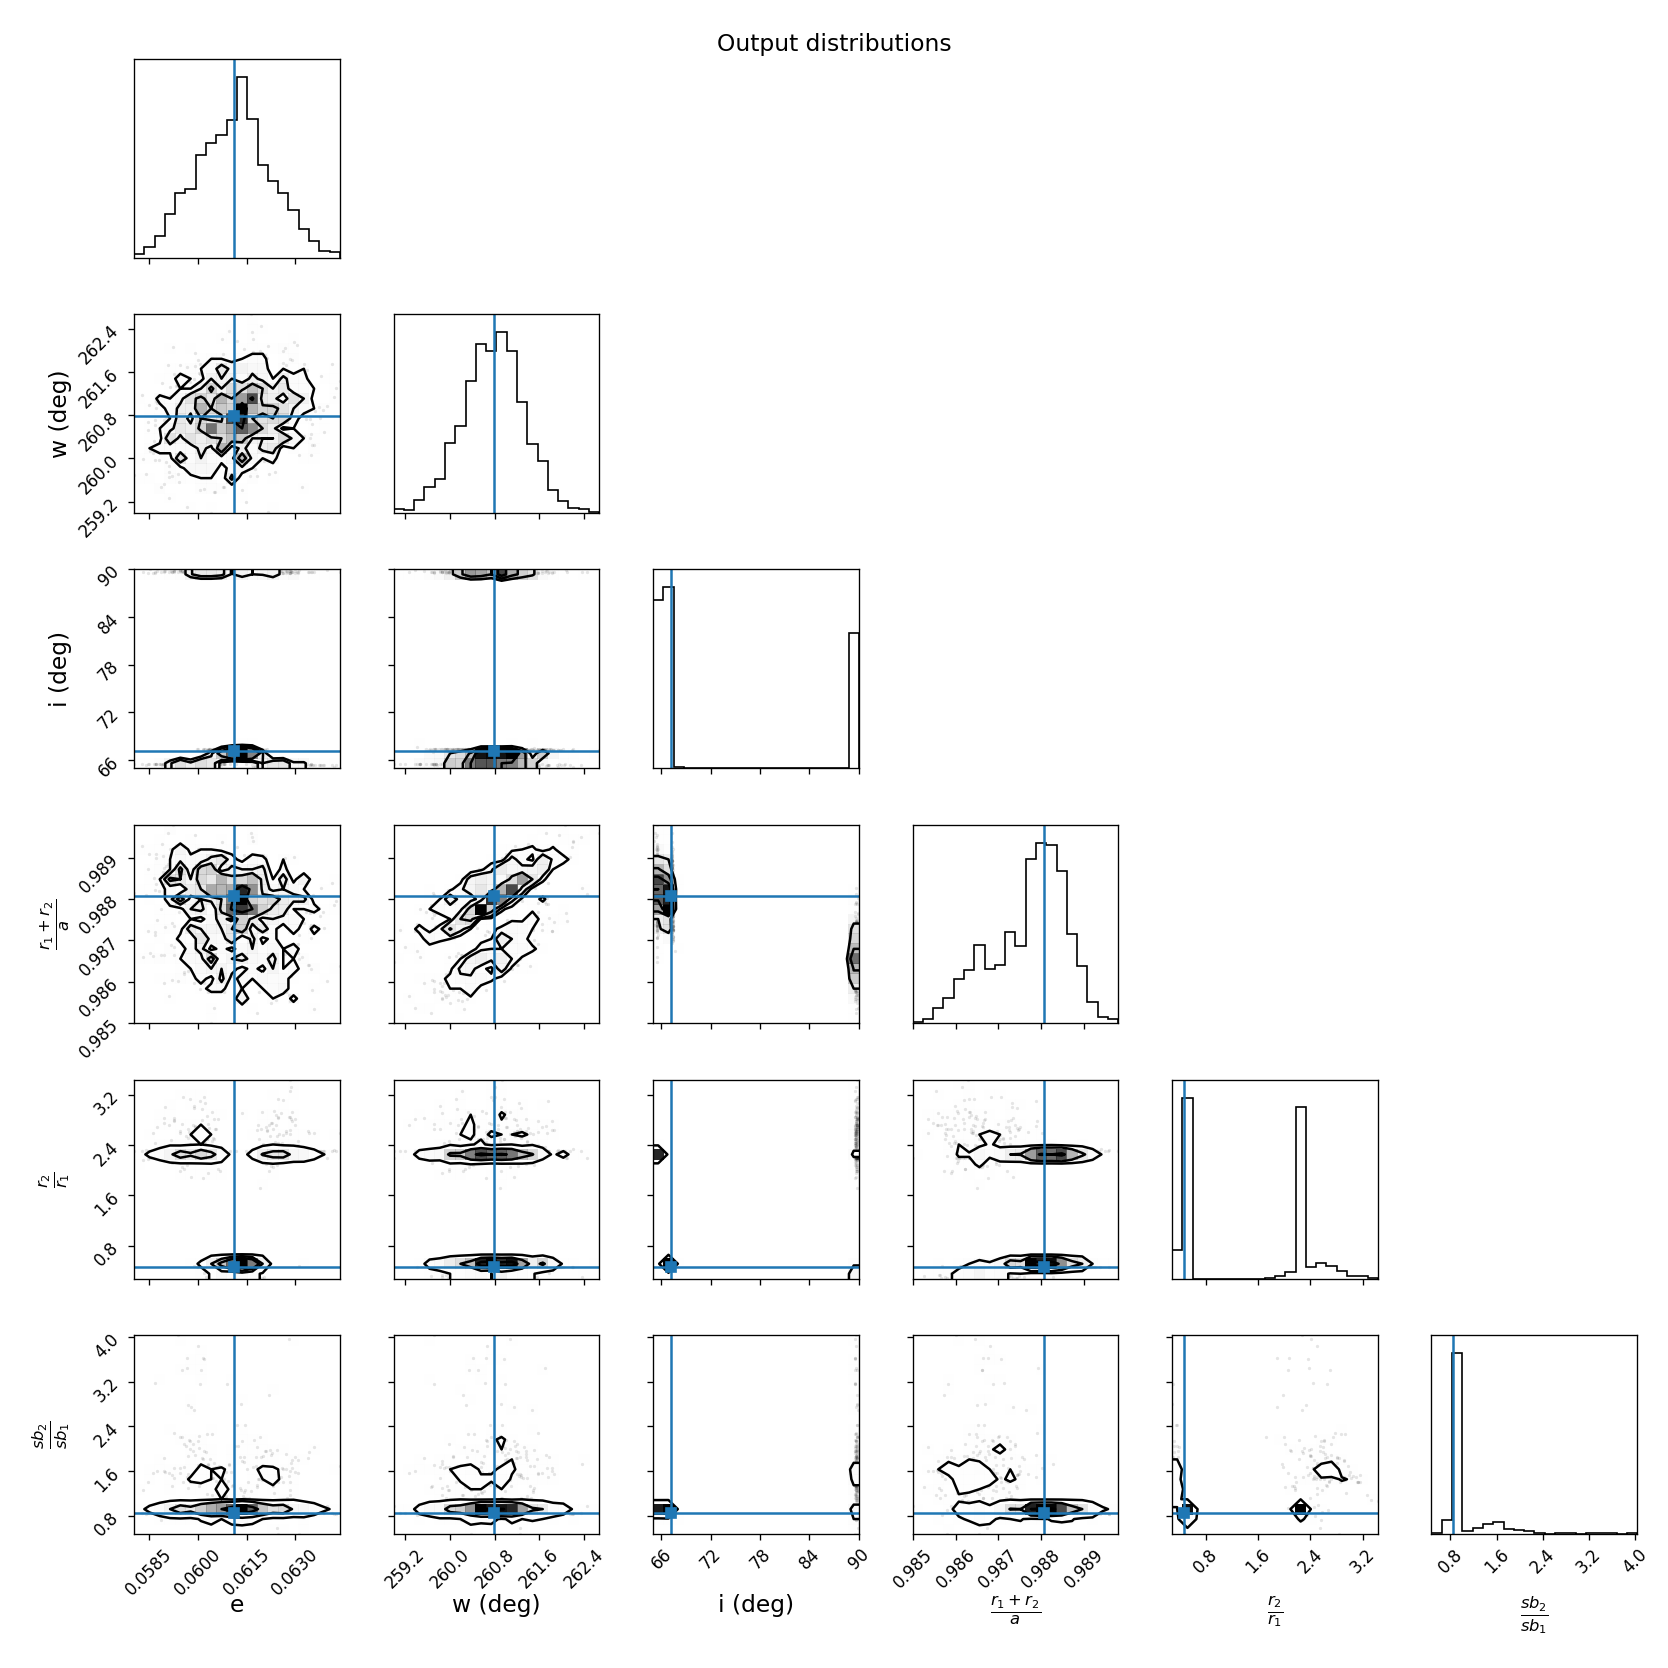 Output distributions
w (deg)
262.4
261.6
260.8
260.0
259.2
i (deg)
90
84
78
72
66
r₁ + r₂
a
0.989
0.988
0.987
0.986
0.985
r₂
r₁
3.2
2.4
1.6
0.8
sb₂
sb₁
4.0
3.2
2.4
1.6
0.8
0.0585 0.0600 0.0615 0.0630 259.2 260.0 260.8 261.6 262.4 66 72 78 84 90 0.985 0.986 0.987 0.988 0.989 0.8 1.6 2.4 3.2 0.8 1.6 2.4 3.2 4.0
e w (deg) i (deg) r₁ + r₂ r₂ sb₂
a r₁ sb₁